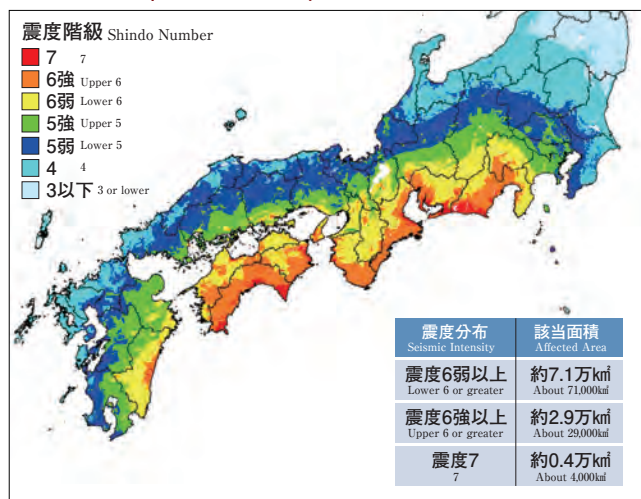 震度階級 Shindo Number
7 7
6強 Upper 6
6弱 Lower 6
5強 Upper 5
5弱 Lower 5
4 4
3以下 3 or lower
震度分布 該当面積
Seismic Intensity Affected Area
震度6弱以上 約7.1万㎢
Lower 6 or greater About 71,000㎢
震度6強以上 約2.9万㎢
Upper 6 or greater About 29,000㎢
震度7 約0.4万㎢
7 About 4,000㎢